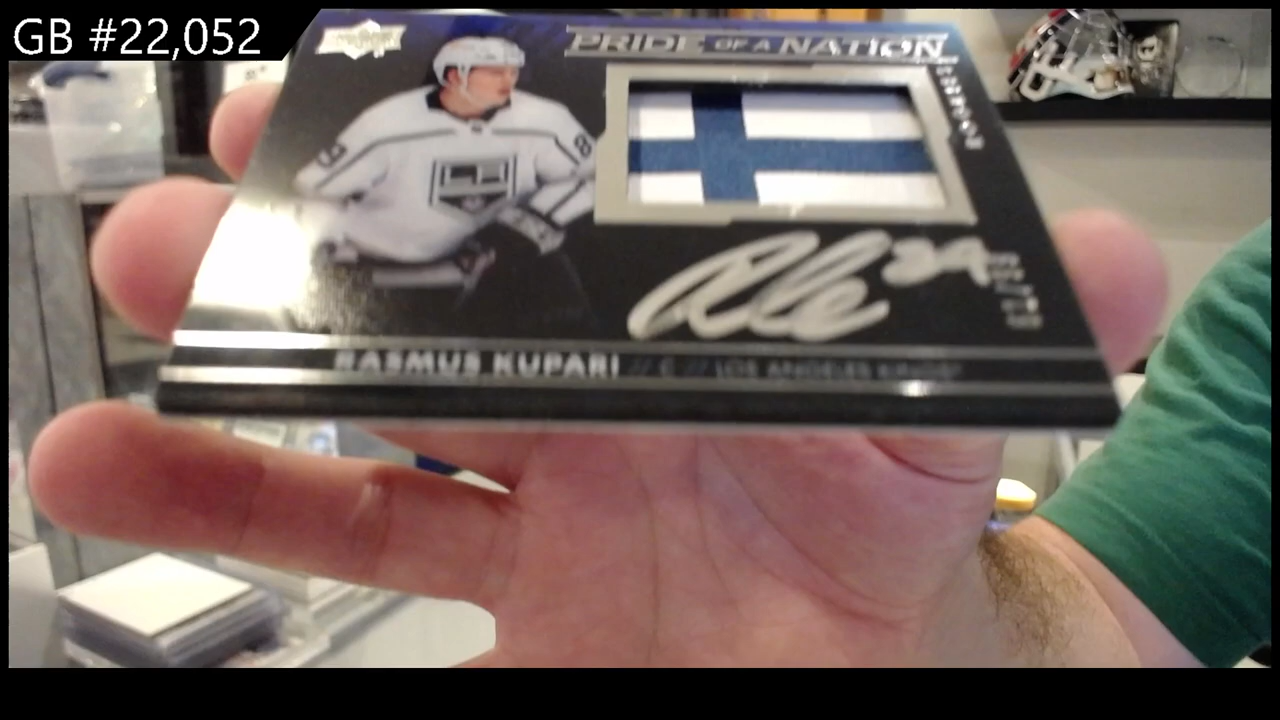 GB #22,052
PRIDE OF A NATION
RASMUS KUPARI // C // LOS ANGELES KINGS